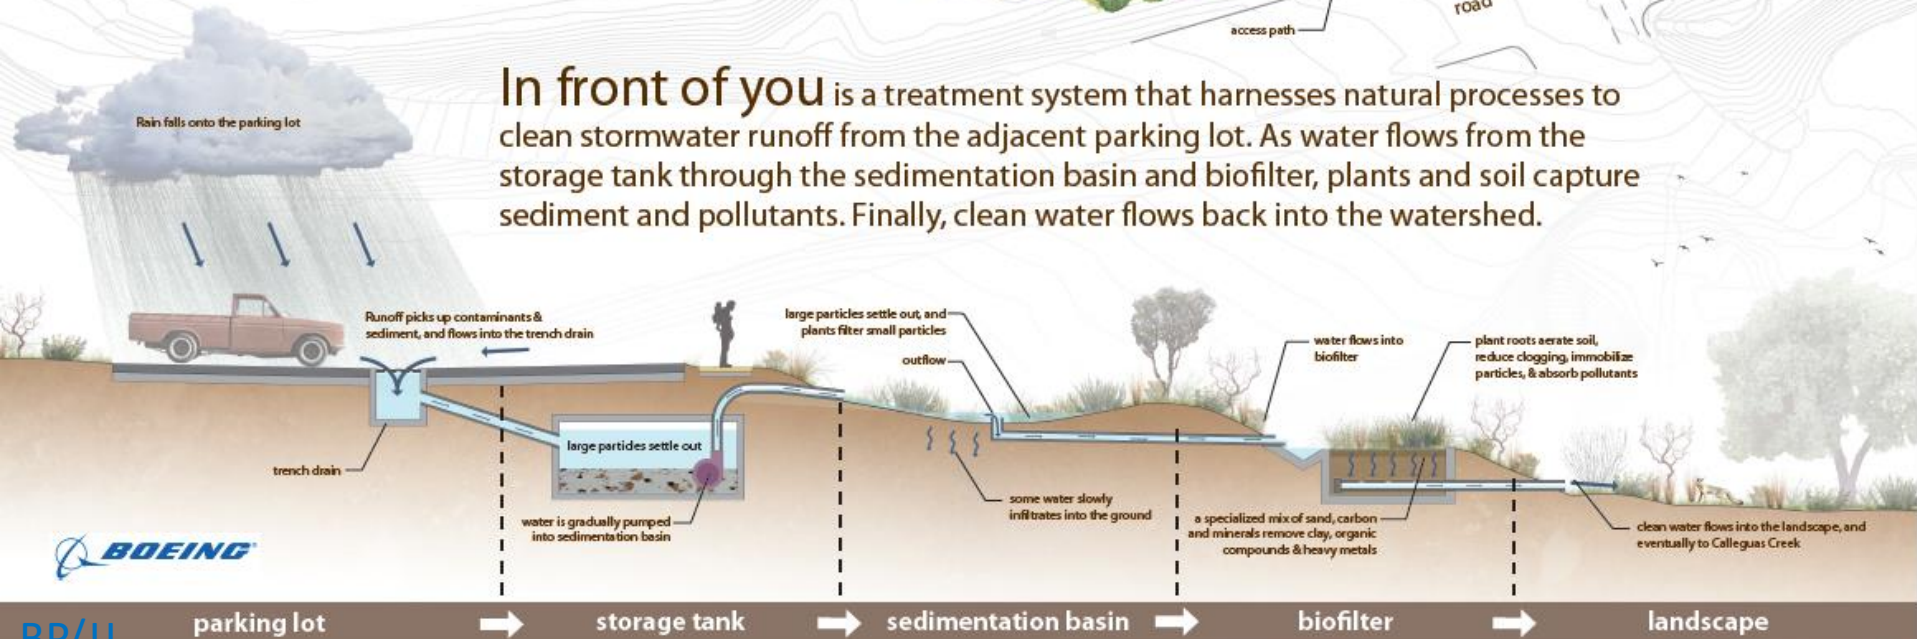 access path
road
In front of you is a treatment system that harnesses natural processes to
clean stormwater runoff from the adjacent parking lot. As water flows from the
storage tank through the sedimentation basin and biofilter, plants and soil capture
sediment and pollutants. Finally, clean water flows back into the watershed.
Rain falls onto the parking lot
Runoff picks up contaminants &
sediment, and flows into the trench drain
large particles settle out, and
plants filter small particles
outflow
water flows into
biofilter
plant roots aerate soil,
reduce clogging, immobilize
particles, & absorb pollutants
large particles settle out
trench drain
water is gradually pumped
into sedimentation basin
some water slowly
infiltrates into the ground
a specialized mix of sand, carbon
and minerals remove clay, organic
compounds & heavy metals
clean water flows into the landscape, and
eventually to Calleguas Creek
BOEING
parking lot
storage tank
sedimentation basin
biofilter
landscape